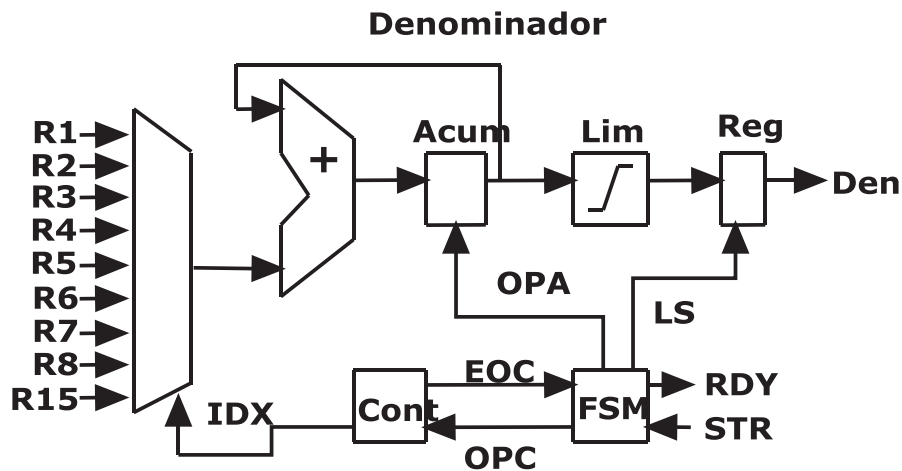 Denominador
R1
R2
R3
R4
R5
R6
R7
R8
R15
+
Acum
Lim
Reg
Den
OPA
LS
IDX
Cont
EOC
OPC
FSM
RDY
STR